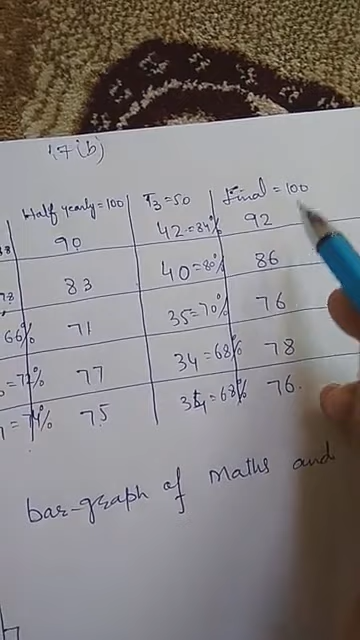 17(b)
Half yearly=100 T3=50 Final=100
90 42=84% 92
83 40=80% 86
66% 71 35=70% 76
77 34=68% 78
75 34=68% 76.
bar-graph of Maths and